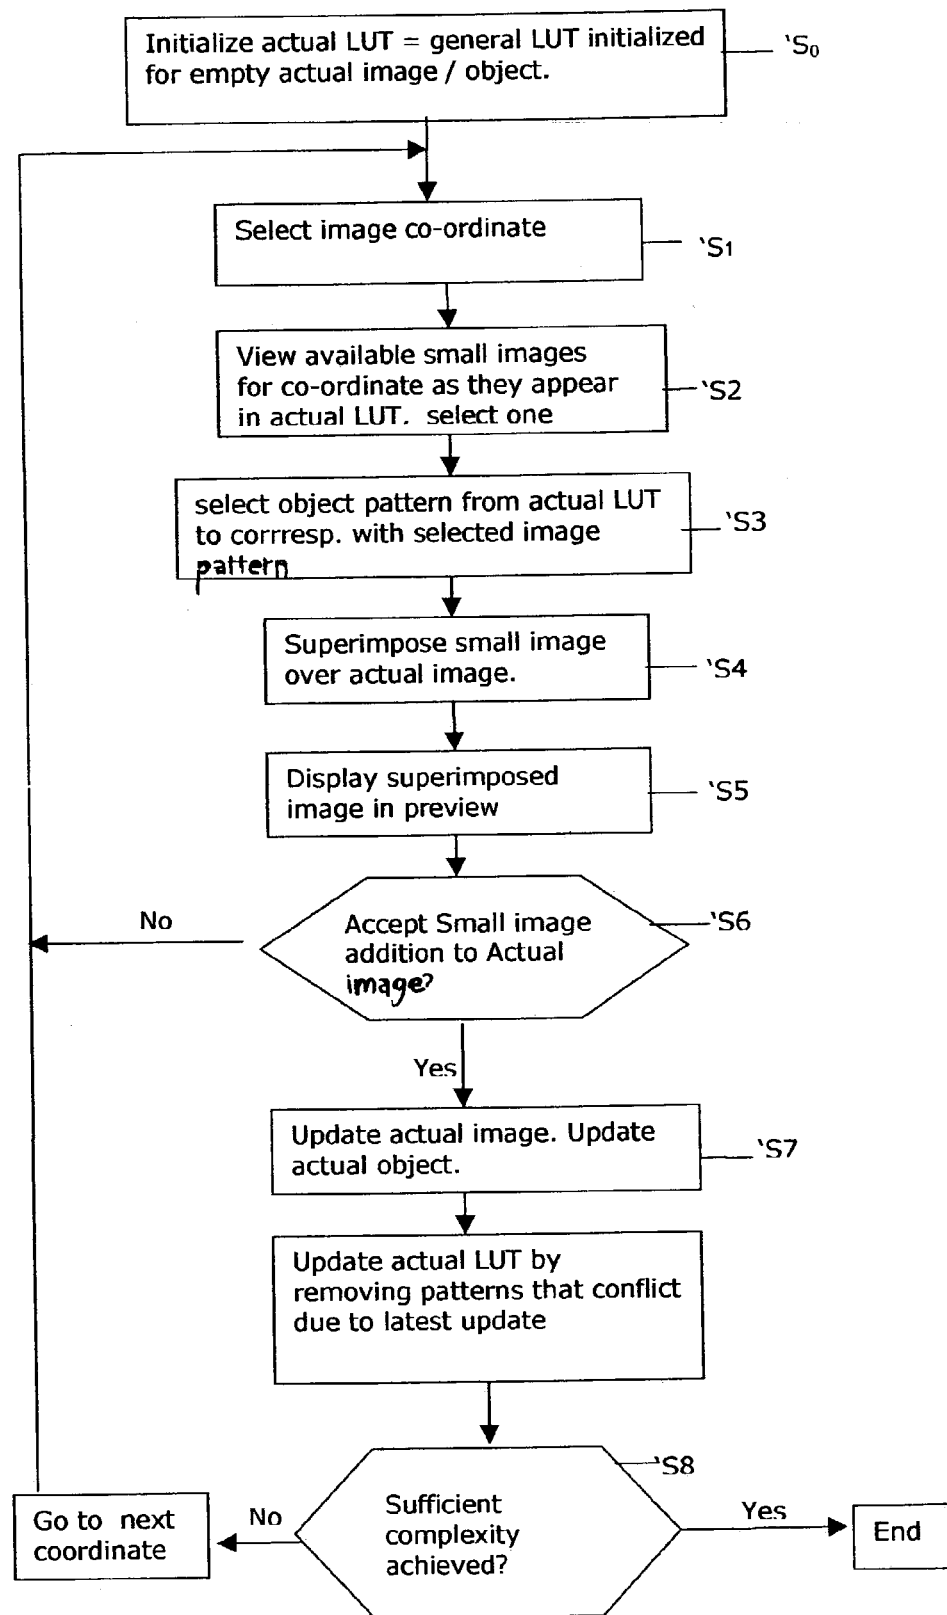 Initialize actual LUT = general LUT initialized
for empty actual image / object.
‘S₀
Select image co-ordinate
‘S1
View available small images
for co-ordinate as they appear
in actual LUT. select one
‘S2
select object pattern from actual LUT
to corrresp. with selected image
pattern
‘S3
Superimpose small image
over actual image.
‘S4
Display superimposed
image in preview
‘S5
Accept Small image
addition to Actual
image?
‘S6
No
Yes
Update actual image. Update
actual object.
‘S7
Update actual LUT by
removing patterns that conflict
due to latest update
Sufficient
complexity
achieved?
‘S8
No
Yes
Go to next
coordinate
End